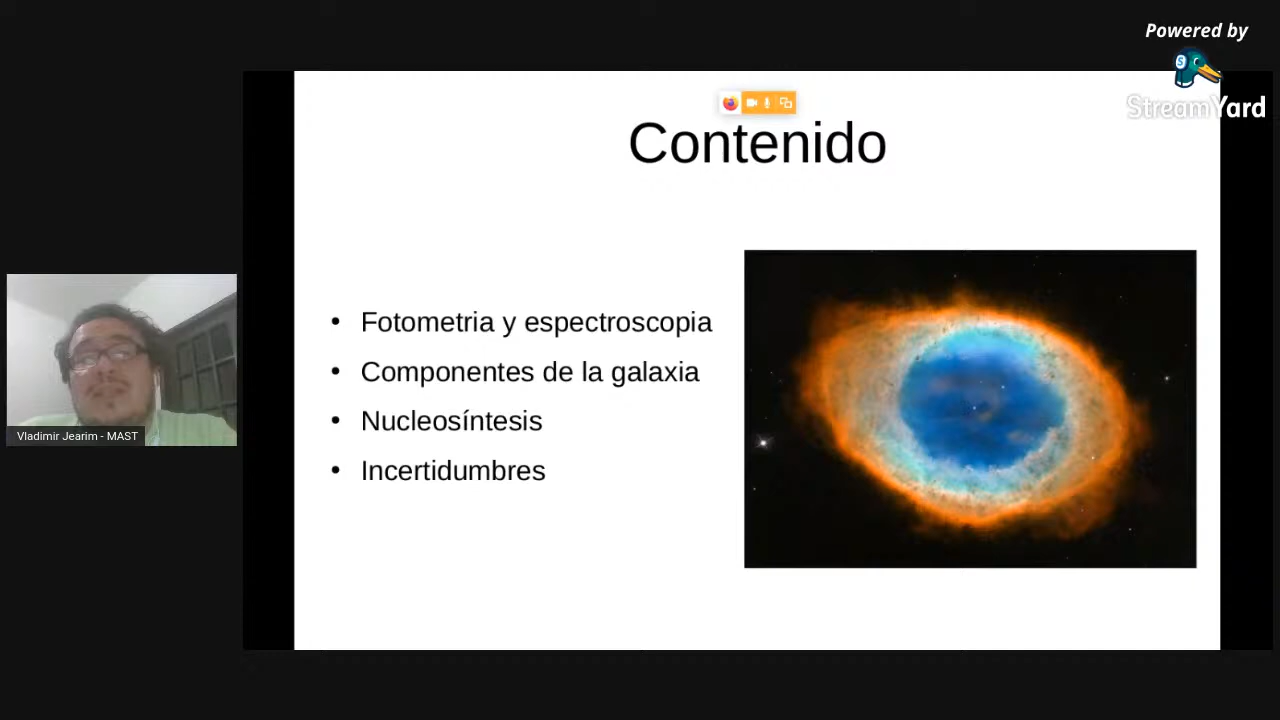 Powered by
StreamYard
Contenido
• Fotometria y espectroscopia
• Componentes de la galaxia
• Nucleosíntesis
• Incertidumbres
Vladimir Jearim - MAST